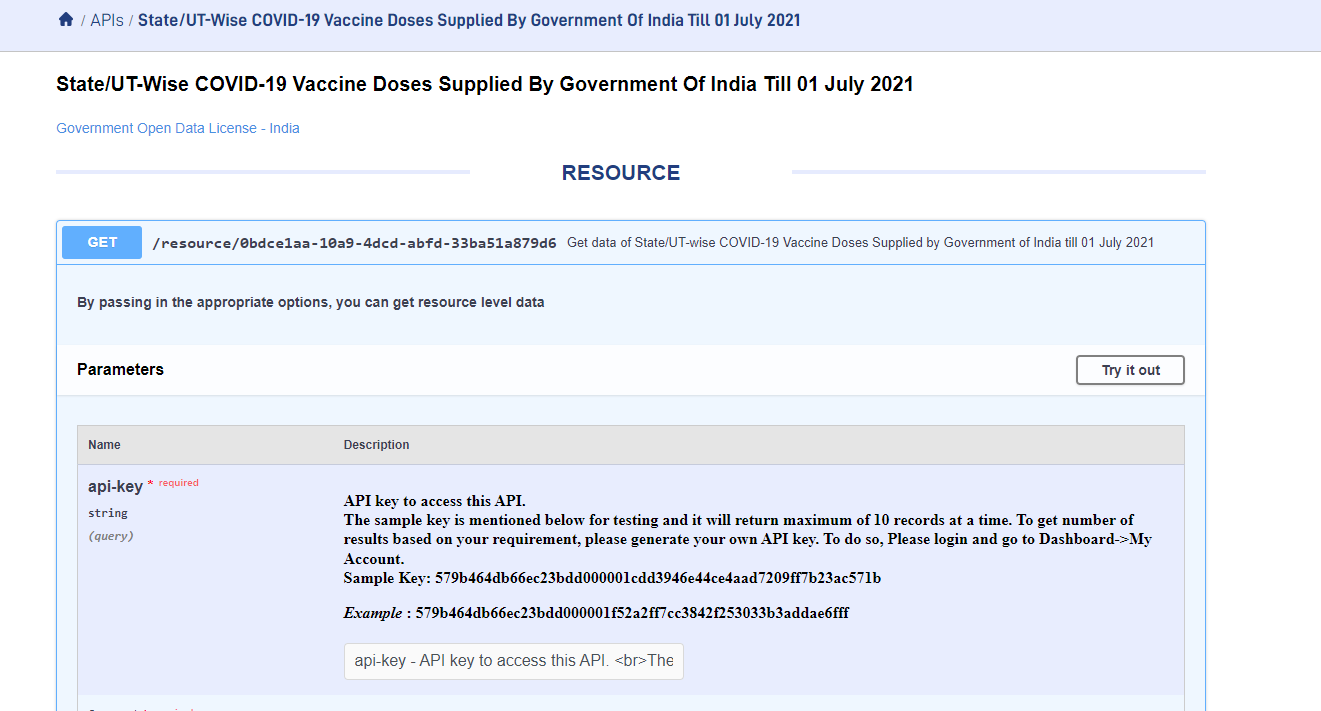 / APIs / State/UT-Wise COVID-19 Vaccine Doses Supplied By Government Of India Till 01 July 2021
State/UT-Wise COVID-19 Vaccine Doses Supplied By Government Of India Till 01 July 2021
Government Open Data License - India
RESOURCE
GET /resource/0bdce1aa-10a9-4dcd-abfd-33ba51a879d6 Get data of State/UT-wise COVID-19 Vaccine Doses Supplied by Government of India till 01 July 2021
By passing in the appropriate options, you can get resource level data
Parameters Try it out
Name Description
api-key * required
string
(query)
API key to access this API.
The sample key is mentioned below for testing and it will return maximum of 10 records at a time. To get number of
results based on your requirement, please generate your own API key. To do so, Please login and go to Dashboard->My
Account.
Sample Key: 579b464db66ec23bdd000001cdd3946e44ce4aad7209ff7b23ac571b
Example : 579b464db66ec23bdd000001f52a2ff7cc3842f253033b3addae6fff
api-key - API key to access this API. <br>The